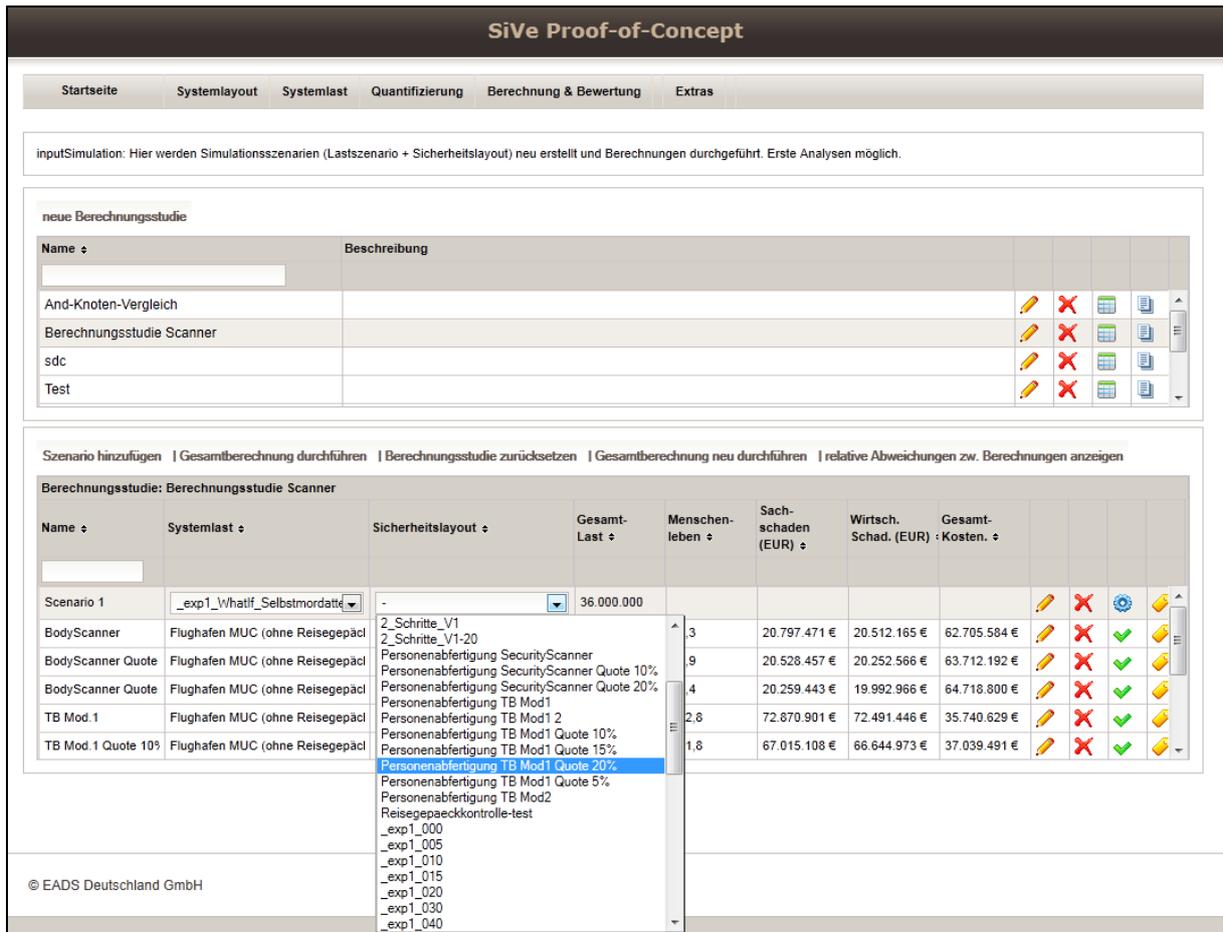 SiVe Proof-of-Concept
Startseite Systemlayout Systemlast Quantifizierung Berechnung & Bewertung Extras
inputSimulation: Hier werden Simulationsszenarien (Lastszenario + Sicherheitslayout) neu erstellt und Berechnungen durchgeführt. Erste Analysen möglich.
neue Berechnungsstudie
Name Beschreibung
And-Knoten-Vergleich
Berechnungsstudie Scanner
sdc
Test
Szenario hinzufügen | Gesamtberechnung durchführen | Berechnungsstudie zurücksetzen | Gesamtberechnung neu durchführen | relative Abweichungen zw. Berechnungen anzeigen
Berechnungsstudie: Berechnungsstudie Scanner
Name Systemlast Sicherheitslayout Gesamt-Last Menschen-leben Sach-schaden (EUR) Wirtsch. Schad. (EUR) Gesamt-Kosten.
Scenario 1 _exp1_WhatIf_Selbstmordatte - 36.000.000
BodyScanner Flughafen MUC (ohne Reisegepäcl ,3 20.797.471 € 20.512.165 € 62.705.584 €
BodyScanner Quote Flughafen MUC (ohne Reisegepäcl ,9 20.528.457 € 20.252.566 € 63.712.192 €
BodyScanner Quote Flughafen MUC (ohne Reisegepäcl ,4 20.259.443 € 19.992.966 € 64.718.800 €
TB Mod.1 Flughafen MUC (ohne Reisegepäcl 2,8 72.870.901 € 72.491.446 € 35.740.629 €
TB Mod.1 Quote 10% Flughafen MUC (ohne Reisegepäcl 1,8 67.015.108 € 66.644.973 € 37.039.491 €
2_Schritte_V1
2_Schritte_V1-20
Personenabfertigung SecurityScanner
Personenabfertigung SecurityScanner Quote 10%
Personenabfertigung SecurityScanner Quote 20%
Personenabfertigung TB Mod1
Personenabfertigung TB Mod1 2
Personenabfertigung TB Mod1 Quote 10%
Personenabfertigung TB Mod1 Quote 15%
Personenabfertigung TB Mod1 Quote 20%
Personenabfertigung TB Mod1 Quote 5%
Personenabfertigung TB Mod2
Reisegepaeckkontrolle-test
_exp1_000
_exp1_005
_exp1_010
_exp1_015
_exp1_020
_exp1_030
_exp1_040
© EADS Deutschland GmbH